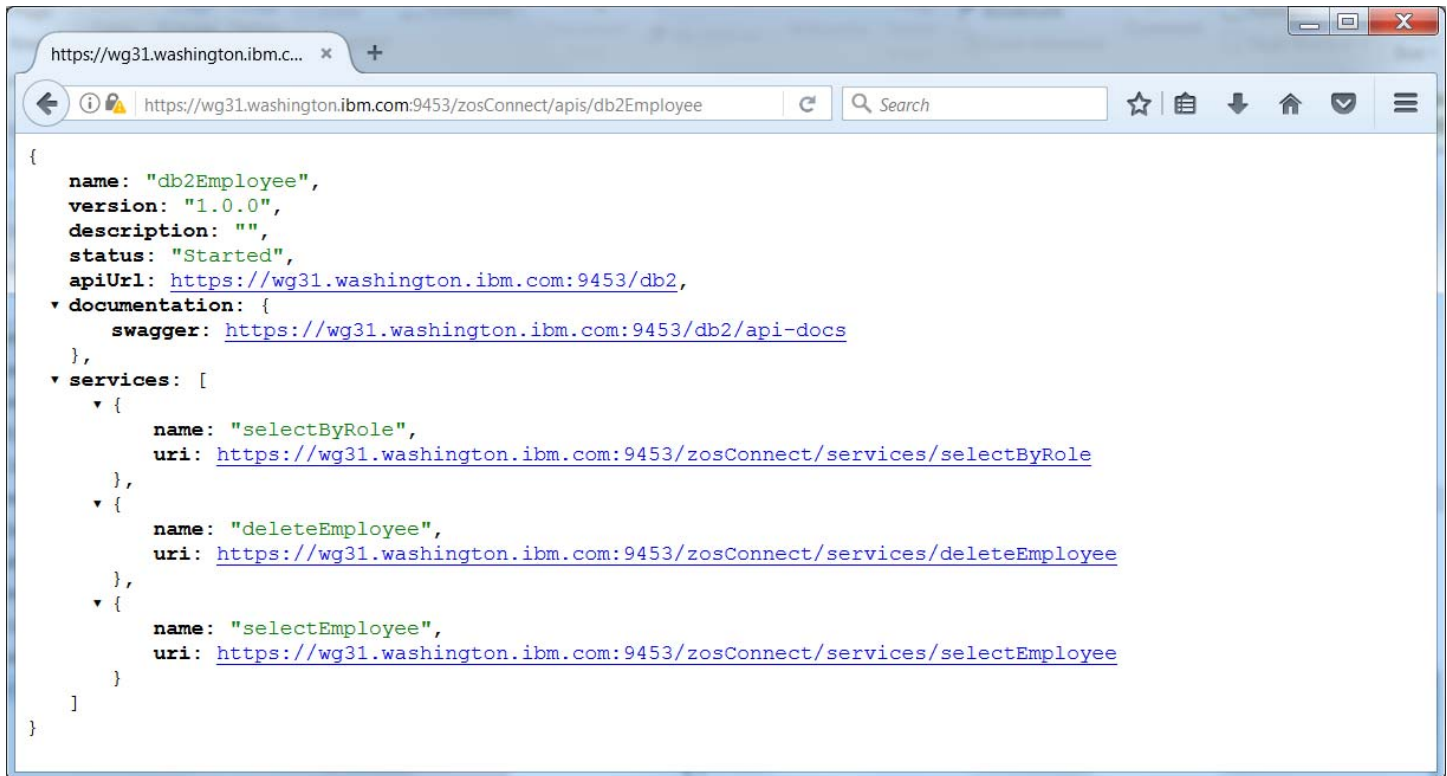 https://wg31.washington.ibm.c...
https://wg31.washington.ibm.com:9453/zosConnect/apis/db2Employee
Search
{
name: "db2Employee",
version: "1.0.0",
description: "",
status: "Started",
apiUrl: https://wg31.washington.ibm.com:9453/db2,
documentation: {
swagger: https://wg31.washington.ibm.com:9453/db2/api-docs
},
services: [
{
name: "selectByRole",
uri: https://wg31.washington.ibm.com:9453/zosConnect/services/selectByRole
},
{
name: "deleteEmployee",
uri: https://wg31.washington.ibm.com:9453/zosConnect/services/deleteEmployee
},
{
name: "selectEmployee",
uri: https://wg31.washington.ibm.com:9453/zosConnect/services/selectEmployee
}
]
}